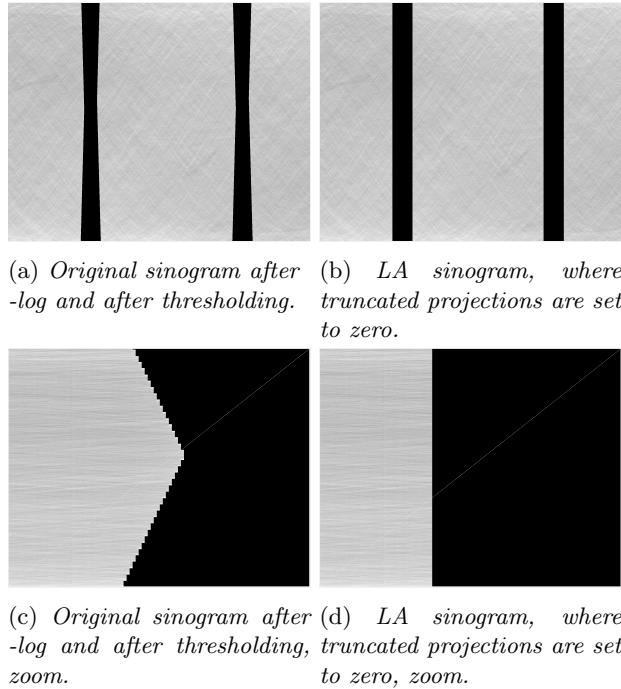 (a) Original sinogram after
-log and after thresholding.
(b) LA sinogram, where
truncated projections are set
to zero.
(c) Original sinogram after
-log and after thresholding,
zoom.
(d) LA sinogram, where
truncated projections are set
to zero, zoom.